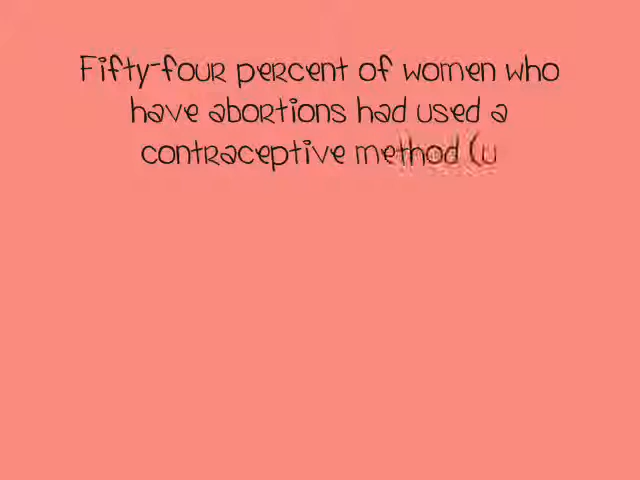 Fifty-four percent of women who
have abortions had used a
contraceptive method (u